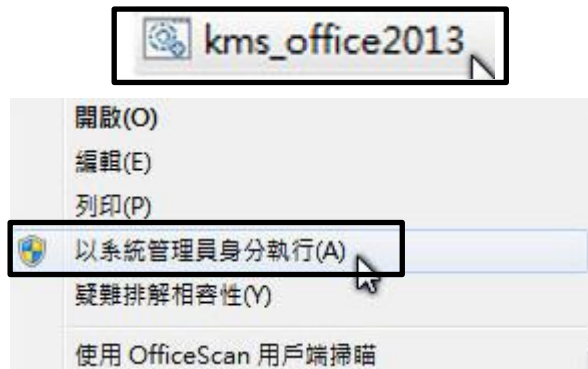 kms_office2013
開啟(O)
編輯(E)
列印(P)
以系統管理員身分執行(A)
疑難排解相容性(Y)
使用 OfficeScan 用戶端掃瞄